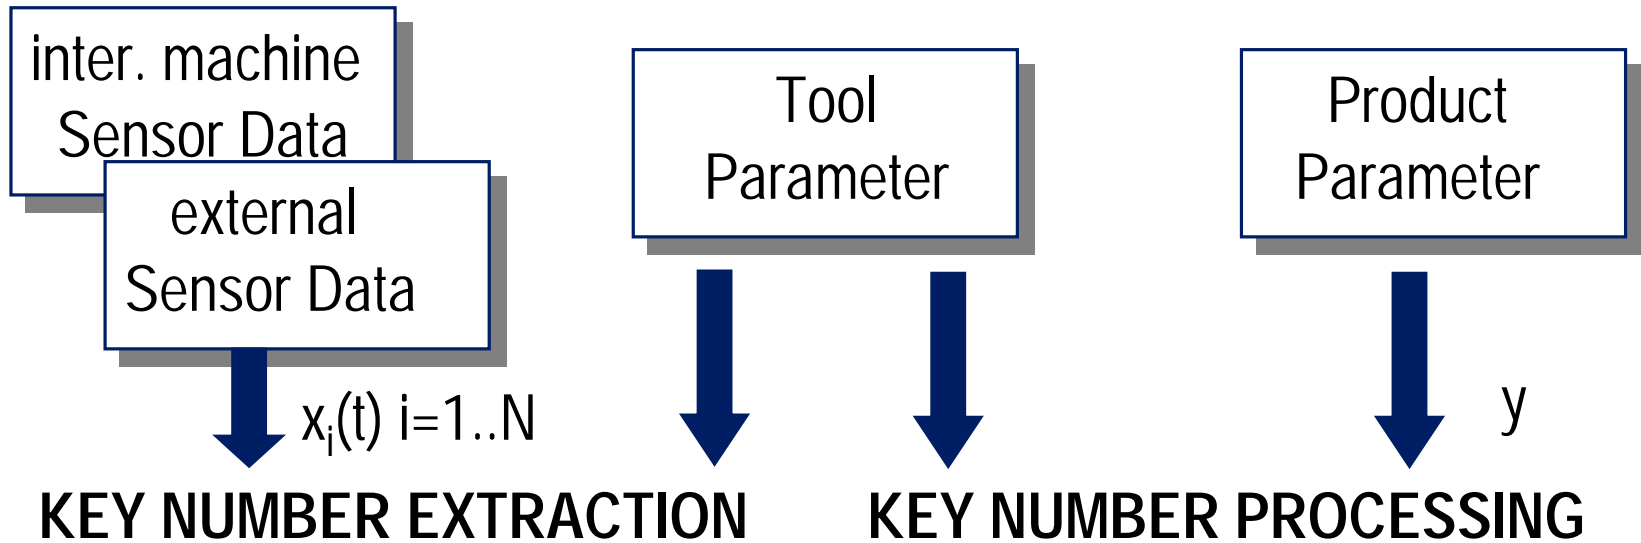 inter. machine
Sensor Data
external
Sensor Data
Tool
Parameter
Product
Parameter
xᵢ(t) i=1..N
y
KEY NUMBER EXTRACTION
KEY NUMBER PROCESSING